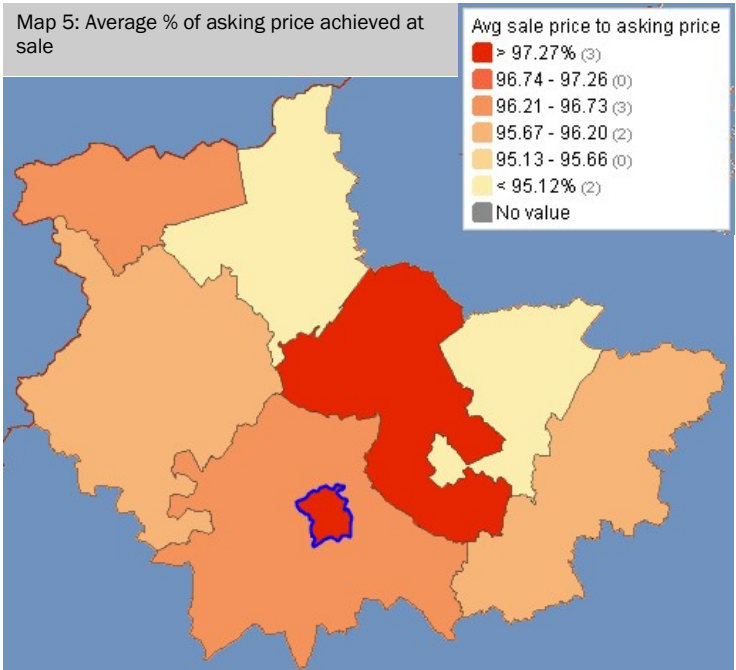 Map 5: Average % of asking price achieved at
sale
Avg sale price to asking price
> 97.27% (3)
96.74 - 97.26 (0)
96.21 - 96.73 (3)
95.67 - 96.20 (2)
95.13 - 95.66 (0)
< 95.12% (2)
No value